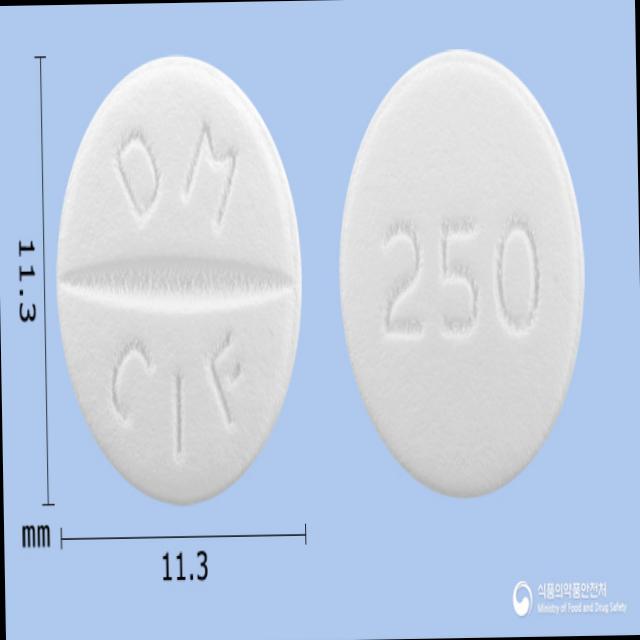 DM
CIP
250
11.3
mm
11.3
식품의약품안전처
Ministry of Food and Drug Safety